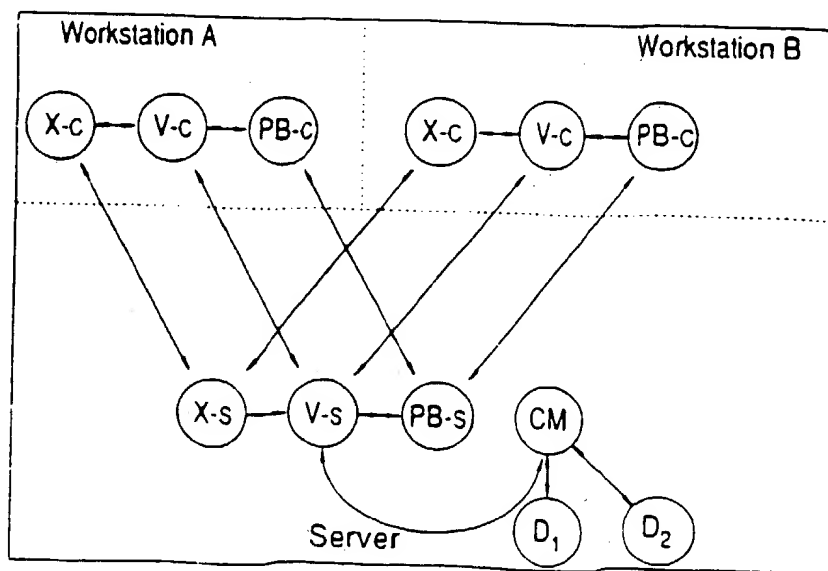 Workstation A
Workstation B
X-c V-c PB-c
X-c V-c PB-c
X-s V-s PB-s CM
Server
D1 D2